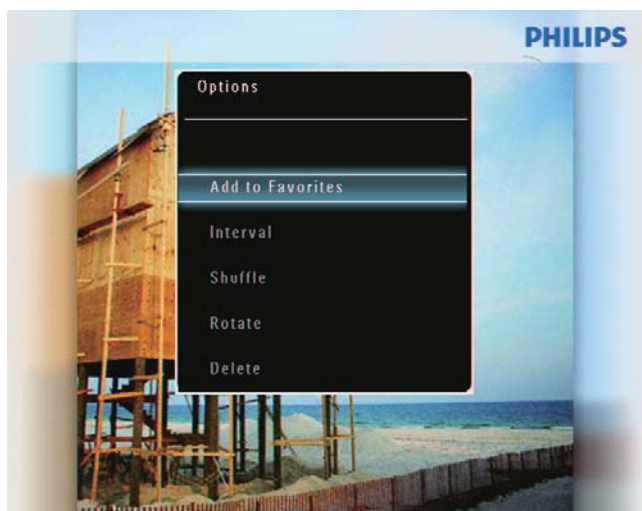 PHILIPS
Options
Add to Favorites
Interval
Shuffle
Rotate
Delete